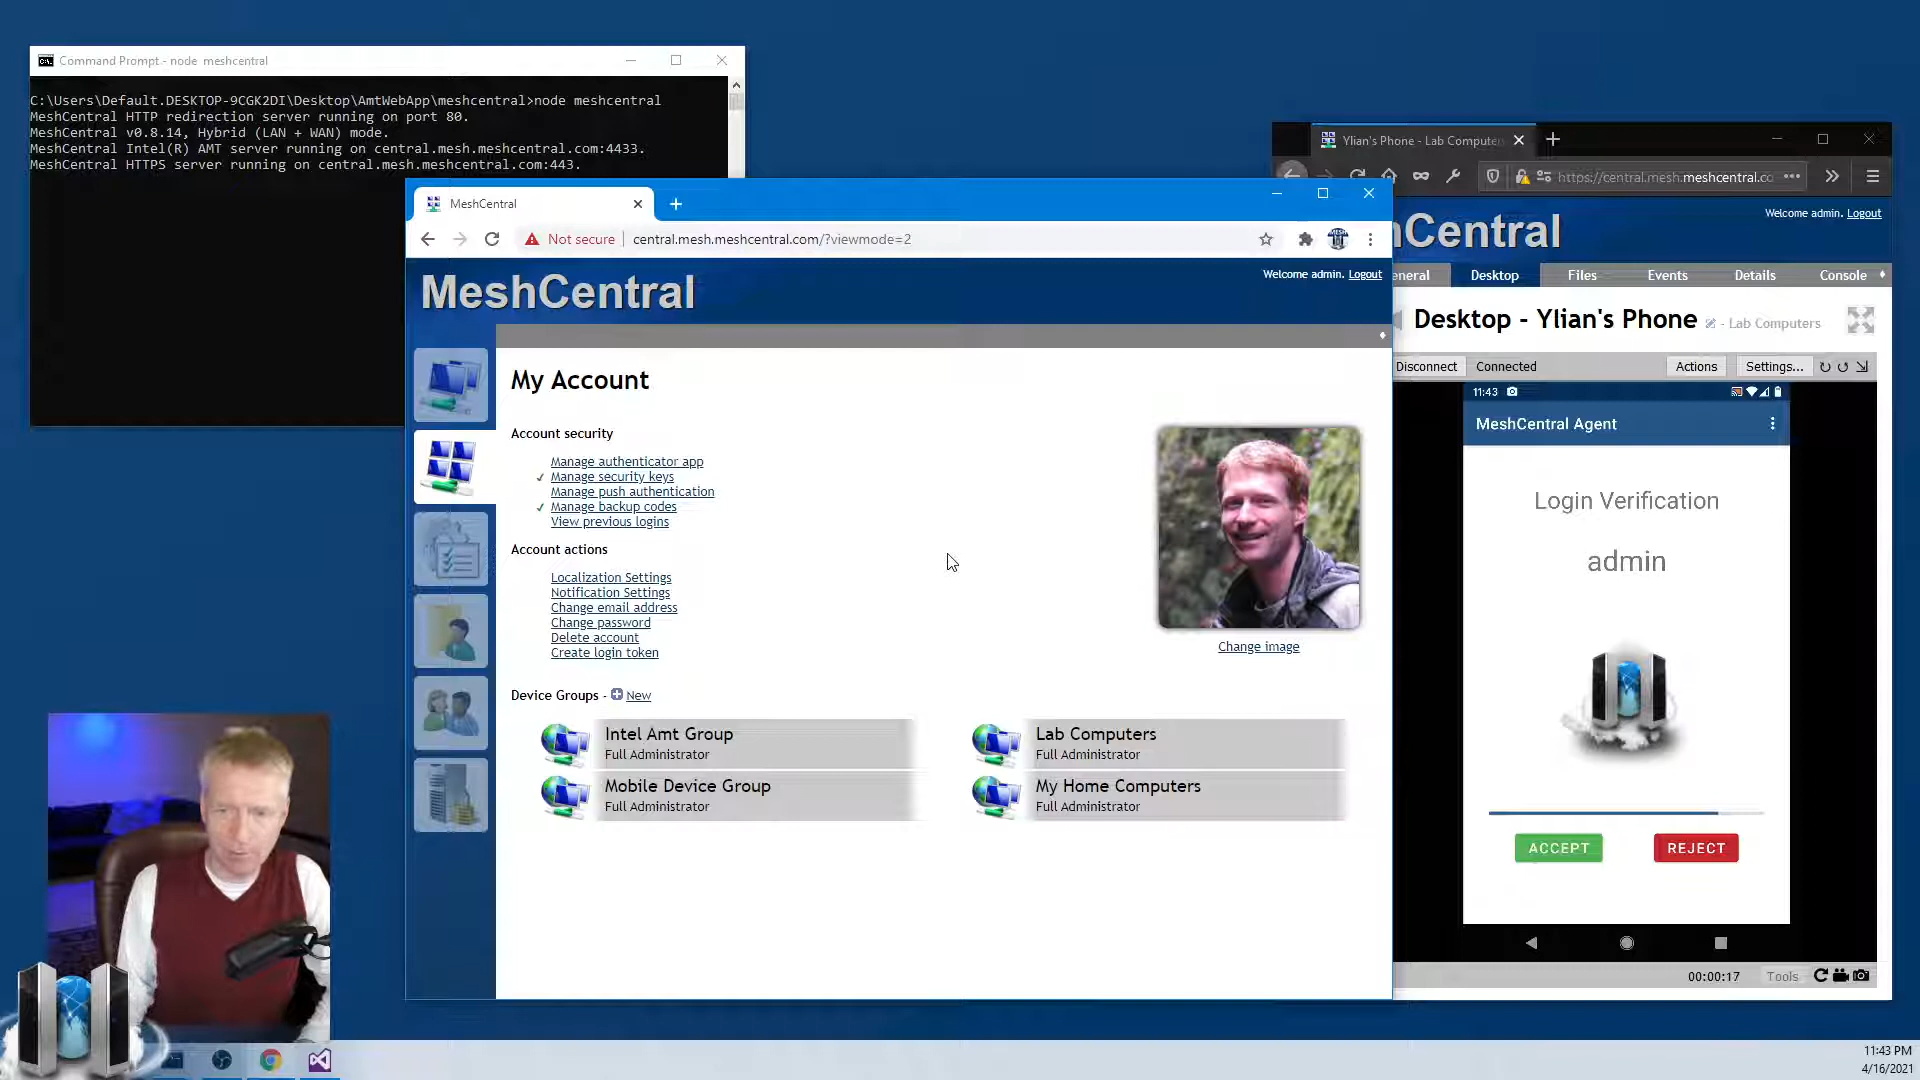 Command Prompt - node meshcentral
C:\Users\Default.DESKTOP-9CGK2DI\Desktop\AmtWebApp\meshcentral>node meshcentral
MeshCentral HTTP redirection server running on port 80.
MeshCentral v0.8.14, Hybrid (LAN + WAN) mode.
MeshCentral Intel(R) AMT server running on central.mesh.meshcentral.com:4433.
MeshCentral HTTPS server running on central.mesh.meshcentral.com:443.
MeshCentral
Not secure
central.mesh.meshcentral.com/?viewmode=2
MeshCentral
Welcome admin. Logout
My Account
Account security
Manage authenticator app
Manage security keys
Manage push authentication
Manage backup codes
View previous logins
Account actions
Localization Settings
Notification Settings
Change email address
Change password
Delete account
Create login token
Change image
Device Groups - New
Intel Amt Group
Full Administrator
Lab Computers
Full Administrator
Mobile Device Group
Full Administrator
My Home Computers
Full Administrator
Ylian's Phone - Lab Computer
https://central.mesh.meshcentral.co
Central
Welcome admin. Logout
eneral
Desktop
Files
Events
Details
Console
Desktop - Ylian's Phone - Lab Computers
Disconnect
Connected
Actions
Settings...
11:43
MeshCentral Agent
Login Verification
admin
ACCEPT
REJECT
00:00:17
Tools
11:43 PM
4/16/2021